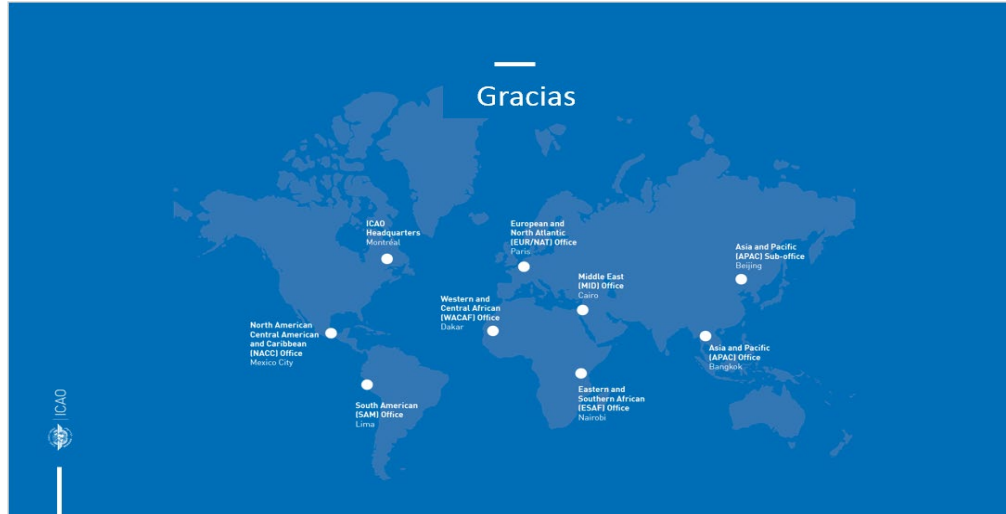 Gracias
ICAO
Headquarters
Montréal
European and
North Atlantic
(EUR/NAT) Office
Paris
Asia and Pacific
(APAC) Sub-office
Beijing
Middle East
(MID) Office
Cairo
Western and
Central African
(WACAF) Office
Dakar
North American
Central American
and Caribbean
(NACC) Office
Mexico City
Asia and Pacific
(APAC) Office
Bangkok
South American
(SAM) Office
Lima
Eastern and
Southern African
(ESAF) Office
Nairobi
ICAO